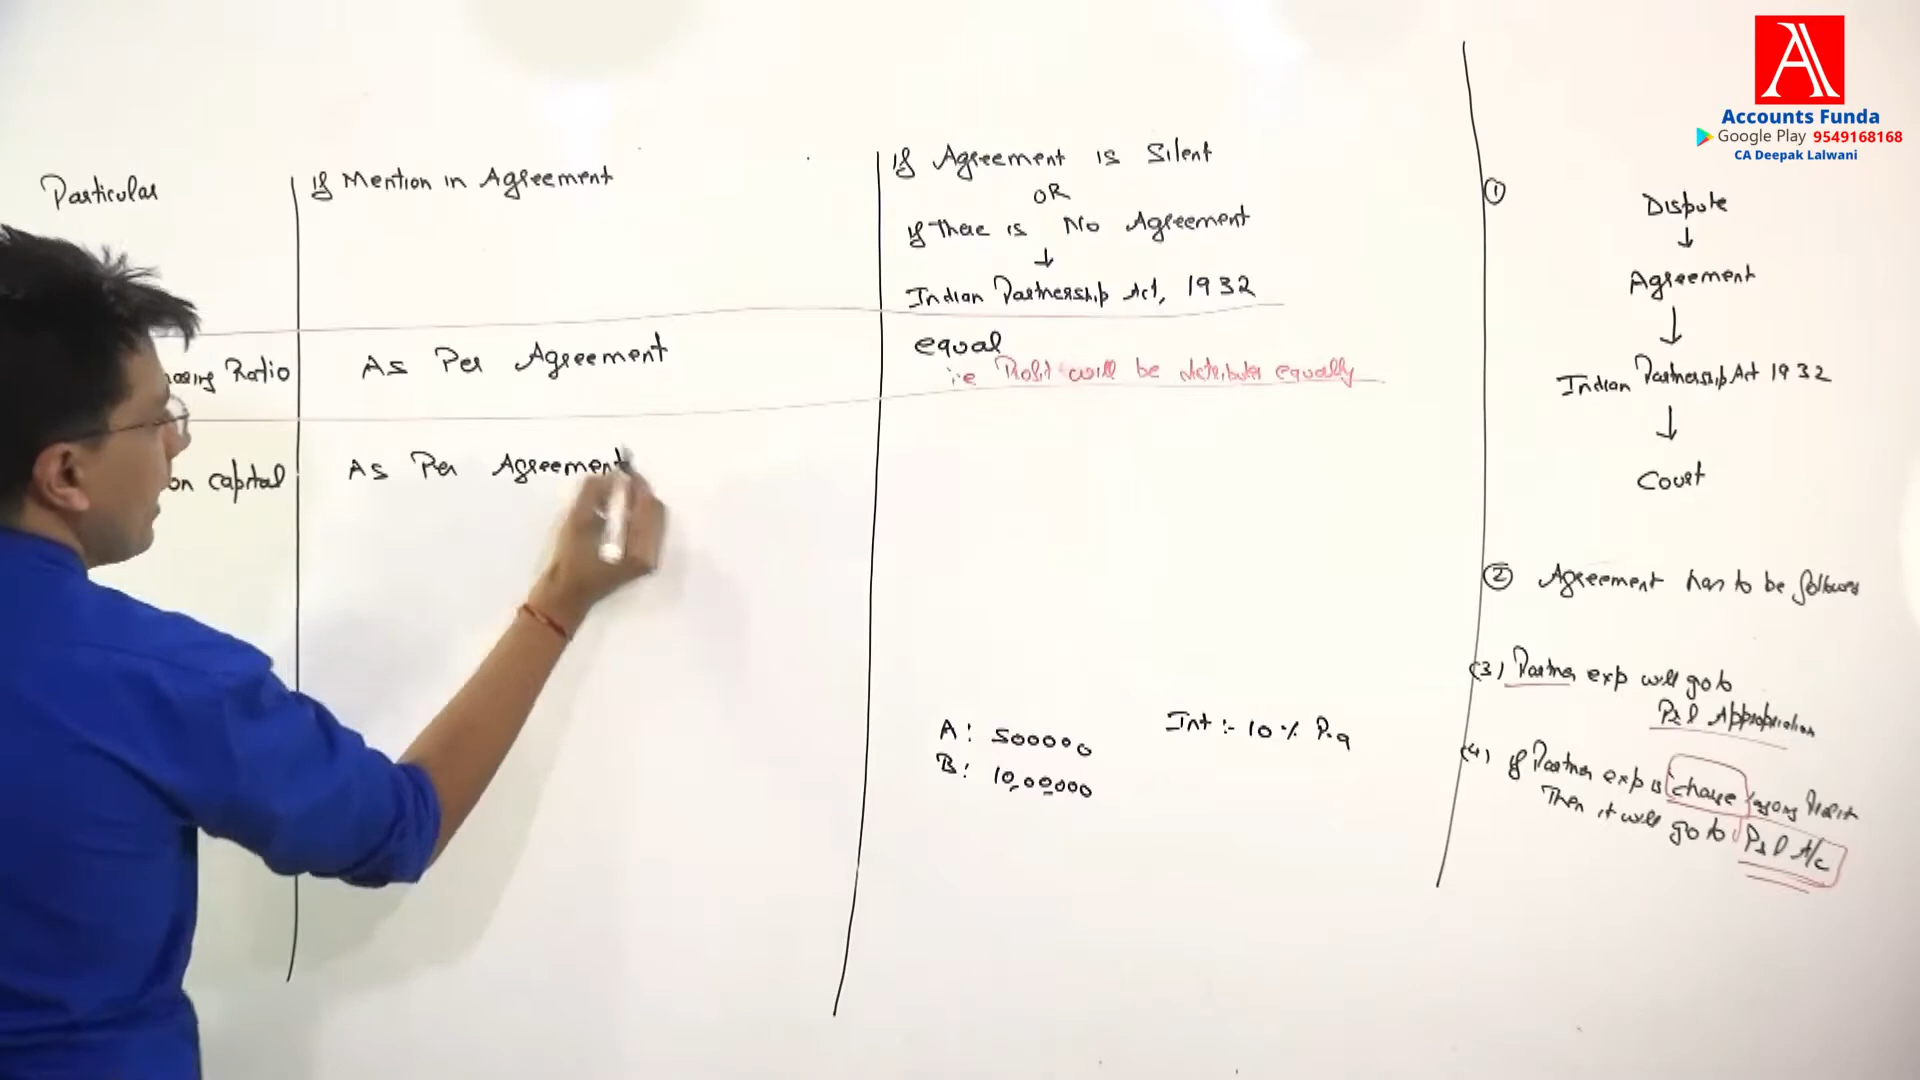 Accounts Funda
Google Play 9549168168
CA Deepak Lalwani
Particular
If Mention in Agreement
If Agreement is Silent
OR
If There is No Agreement
↓
Indian Partnership Act, 1932
Ratio
As Per Agreement
equal
i.e Profit will be distributed equally
on capital
As Per Agreement
A: 500000
B: 10,00,000
Int :- 10 % P.a
① Dispute
↓
Agreement
↓
Indian Partnership Act 1932
↓
Court
② Agreement has to be followed
(3) Partner exp will go to
P&l Appropriation
(4) If Partner exp is charge against Profit
Then it will go to P&l A/c